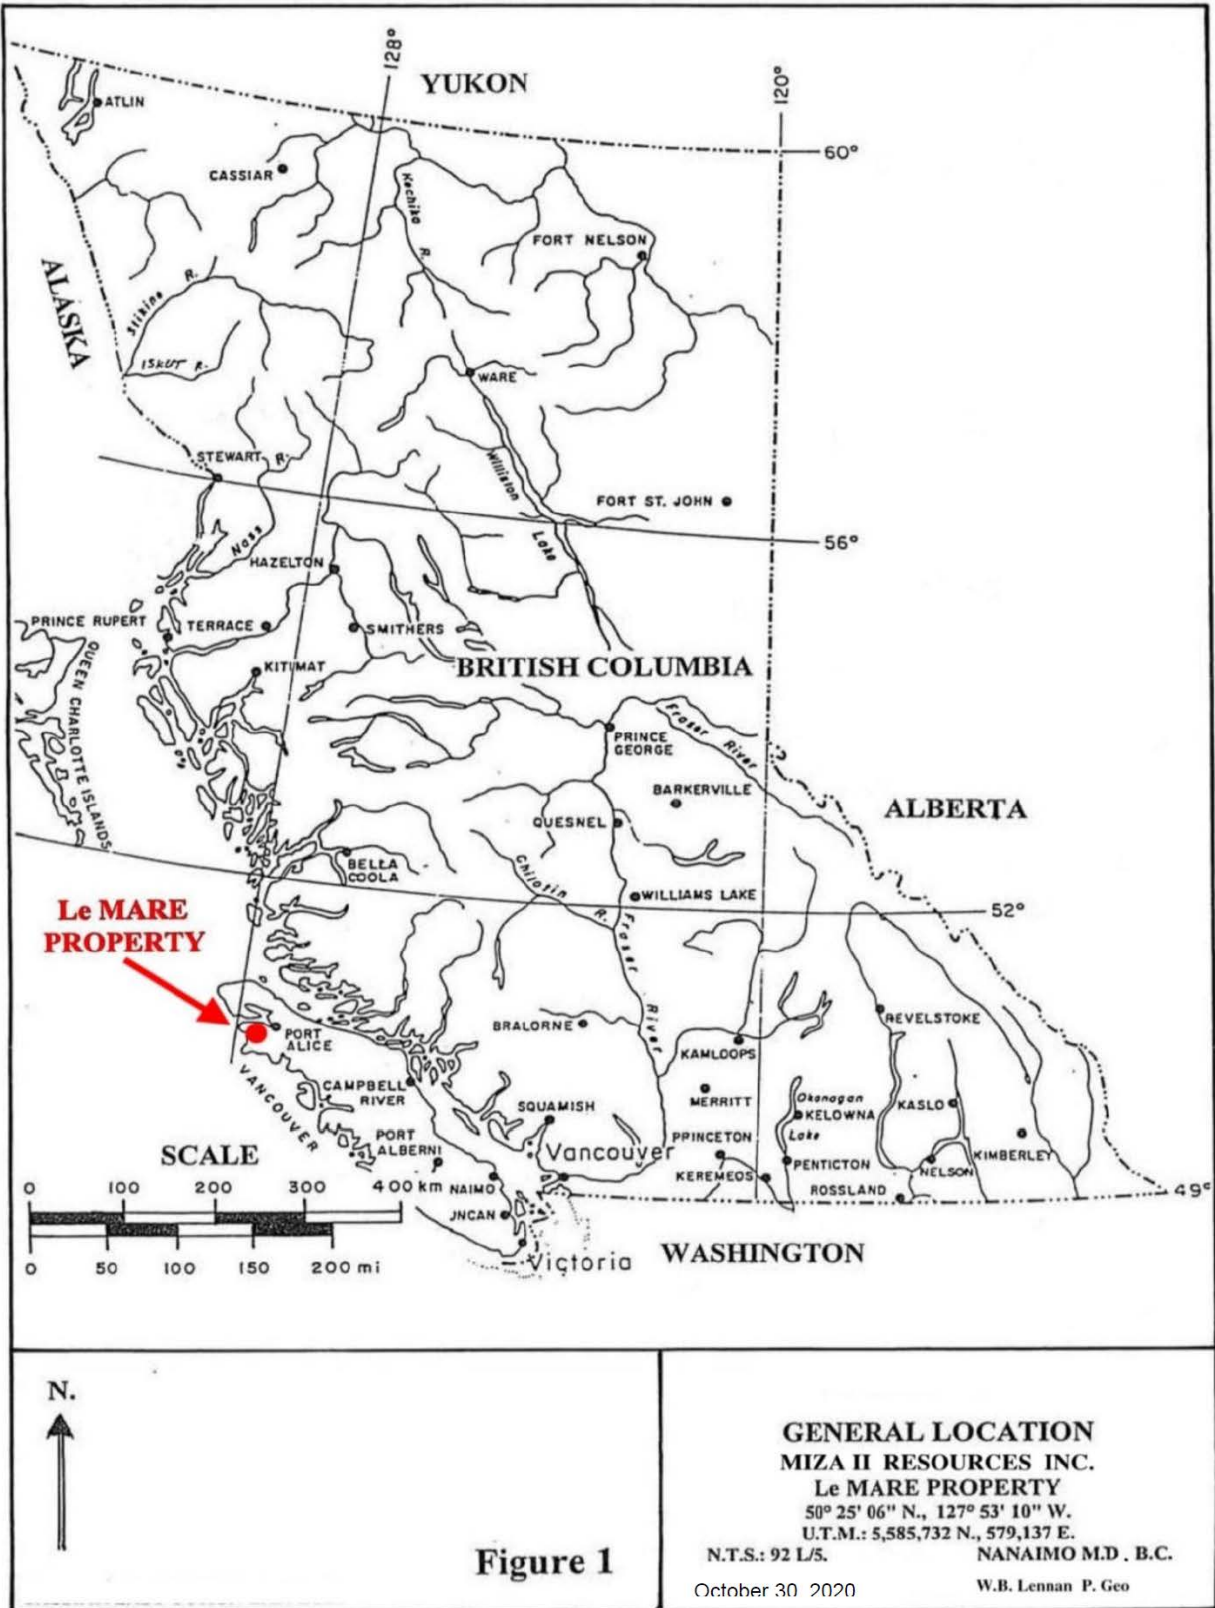 128°
YUKON
120°
ATLIN
60°
CASSIAR
Kechika
R.
FORT NELSON
ALASKA
Stikine R.
ISKUT R.
WARE
STEWART
R.
Williston
FORT ST. JOHN
Nass
Lake
56°
HAZELTON
PRINCE RUPERT
TERRACE
SMITHERS
QUEEN CHARLOTTE ISLANDS
KITIMAT
BRITISH COLUMBIA
Fraser River
PRINCE
GEORGE
BARKERVILLE
ALBERTA
QUESNEL
BELLA
COOLA
Chilotin
R.
WILLIAMS LAKE
52°
Le MARE
PROPERTY
Fraser
River
PORT
ALICE
BRALORNE
REVELSTOKE
KAMLOOPS
VANCOUVER
CAMPBELL
RIVER
MERRITT
Okanagan
KELOWNA
Lake
KASLO
SQUAMISH
PORT
ALBERNI
Vancouver
PRINCETON
KIMBERLEY
SCALE
PENTICTON
NELSON
KEREMEOS
ROSSLAND
49°
0 100 200 300 400 km
NAIMO
JNCAN
0 50 100 150 200 mi
Victoria
WASHINGTON
N.
Figure 1
GENERAL LOCATION
MIZA II RESOURCES INC.
Le MARE PROPERTY
50° 25' 06" N., 127° 53' 10" W.
U.T.M.: 5,585,732 N., 579,137 E.
N.T.S.: 92 L/5. NANAIMO M.D. B.C.
October 30 2020
W.B. Lennan P. Geo